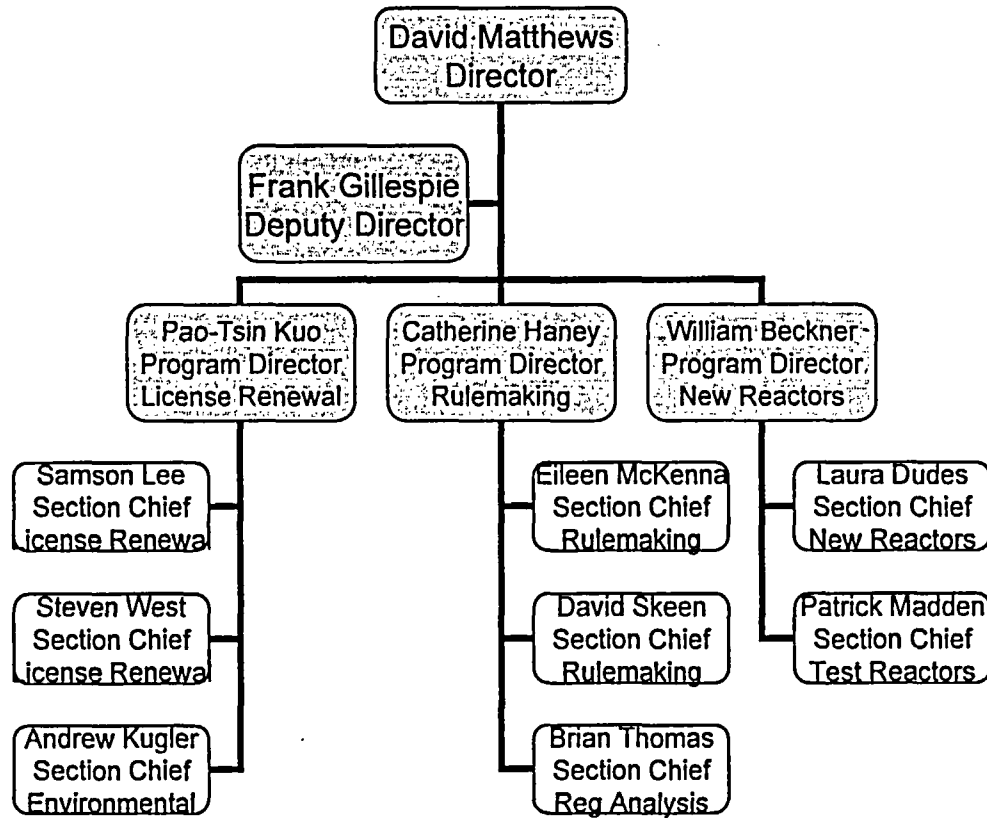 David Matthews
Director
Frank Gillespie
Deputy Director
Pao-Tsin Kuo
Program Director
License Renewal
Catherine Haney
Program Director
Rulemaking
William Beckner
Program Director
New Reactors
Samson Lee
Section Chief
icense Renewa
Steven West
Section Chief
icense Renewa
Andrew Kugler
Section Chief
Environmental
Eileen McKenna
Section Chief
Rulemaking
David Skeen
Section Chief
Rulemaking
Brian Thomas
Section Chief
Reg Analysis
Laura Dudes
Section Chief
New Reactors
Patrick Madden
Section Chief
Test Reactors